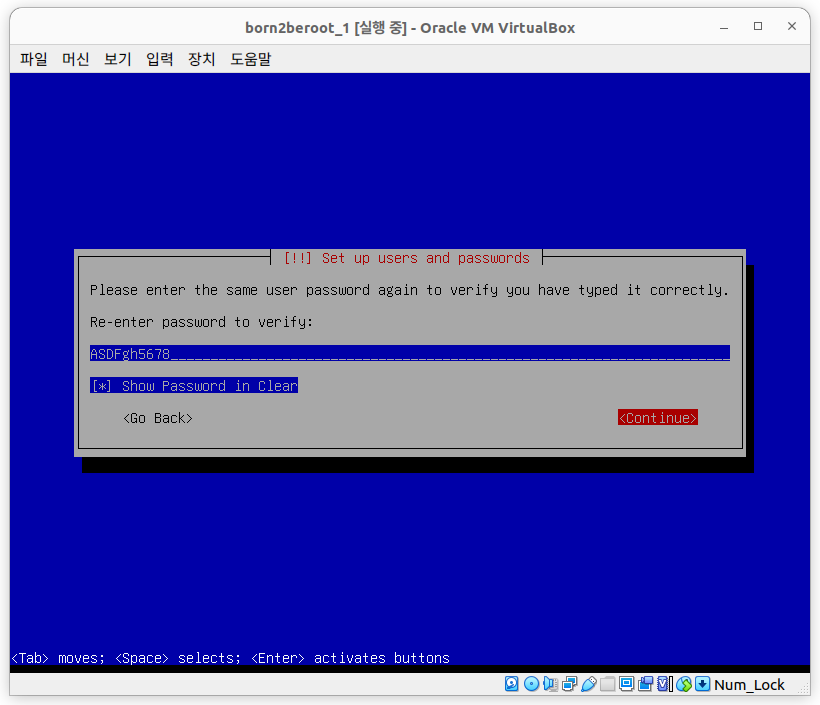 born2beroot_1 [실행 중] - Oracle VM VirtualBox
파일 머신 보기 입력 장치 도움말
[!!] Set up users and passwords
Please enter the same user password again to verify you have typed it correctly.
Re-enter password to verify:
ASDFgh5678______________________________________________________________________
[*] Show Password in Clear
<Go Back> <Continue>
<Tab> moves; <Space> selects; <Enter> activates buttons
Num_Lock